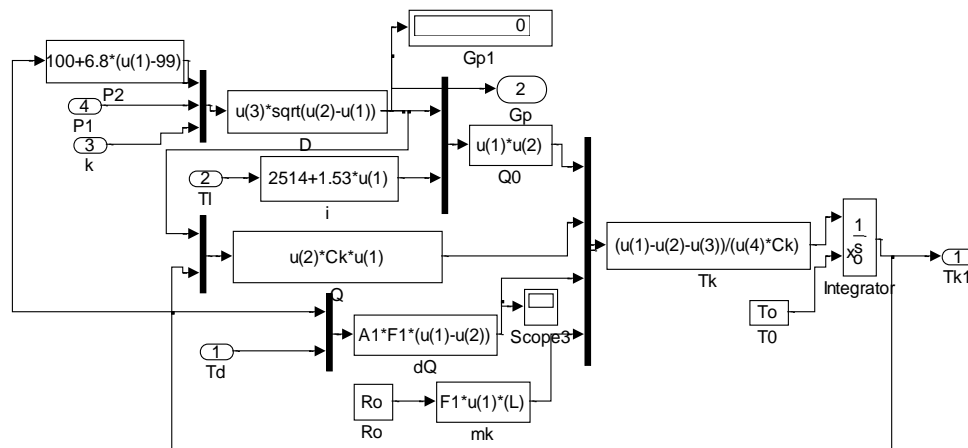 0
Gp1
100+6.8*(u(1)-99)
P2
4
P1
3
k
u(3)*sqrt(u(2)-u(1))
D
2
Gp
u(1)*u(2)
Q0
2
Tl
2514+1.53*u(1)
i
u(2)*Ck*u(1)
Q
(u(1)-u(2)-u(3))/(u(4)*Ck)
Tk
1
s
xo
Integrator
1
Tk1
To
T0
Scope3
A1*F1*(u(1)-u(2))
dQ
1
Td
Ro
Ro
F1*u(1)*(L)
mk